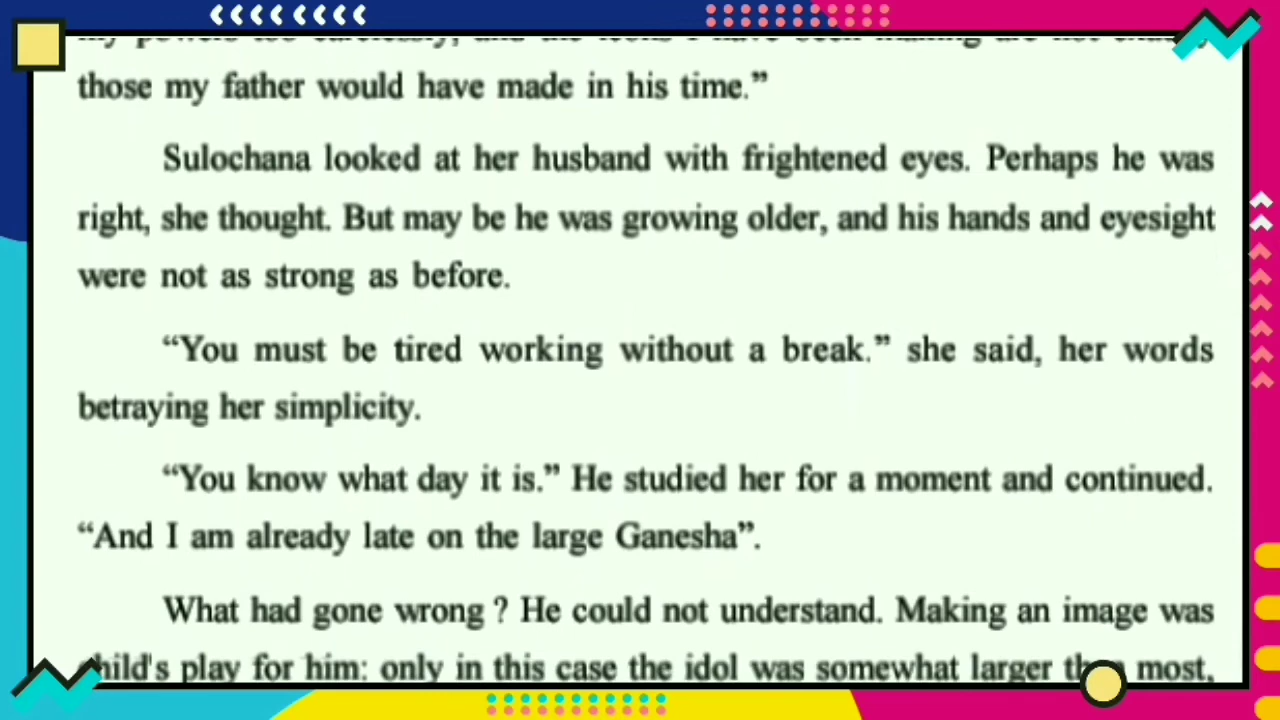 those my father would have made in his time.”
Sulochana looked at her husband with frightened eyes. Perhaps he was
right, she thought. But may be he was growing older, and his hands and eyesight
were not as strong as before.
“You must be tired working without a break.” she said, her words
betraying her simplicity.
“You know what day it is.” He studied her for a moment and continued.
“And I am already late on the large Ganesha”.
What had gone wrong ? He could not understand. Making an image was
child's play for him: only in this case the idol was somewhat larger than most,